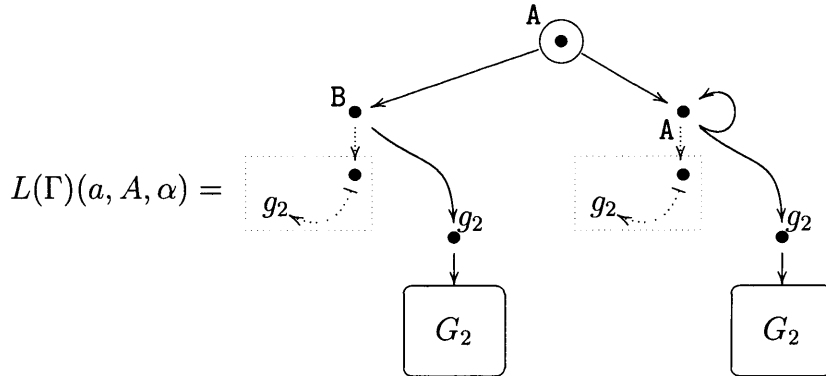 A
B
A
L(Γ)(a, A, α) =
g₂
g₂
g₂
g₂
G₂
G₂